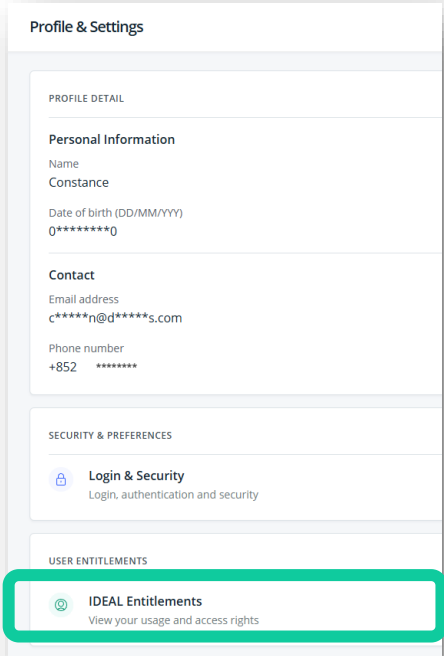 Profile & Settings
PROFILE DETAIL
Personal Information
Name
Constance
Date of birth (DD/MM/YYY)
0********0
Contact
Email address
c*****n@d*****s.com
Phone number
+852 ********
SECURITY & PREFERENCES
Login & Security
Login, authentication and security
USER ENTITLEMENTS
IDEAL Entitlements
View your usage and access rights